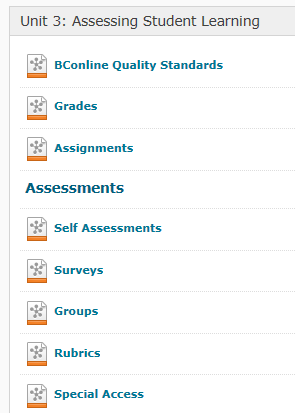 Unit 3: Assessing Student Learning
BConline Quality Standards
Grades
Assignments
Assessments
Self Assessments
Surveys
Groups
Rubrics
Special Access